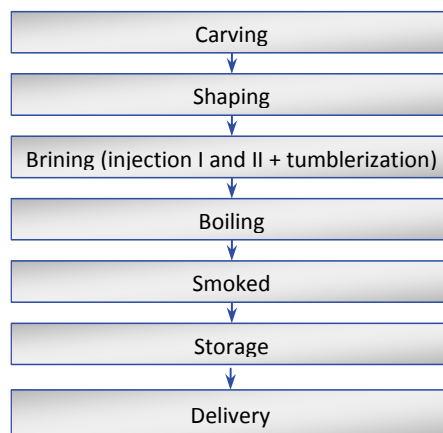 Carving
Shaping
Brining (injection I and II + tumblerization)
Boiling
Smoked
Storage
Delivery